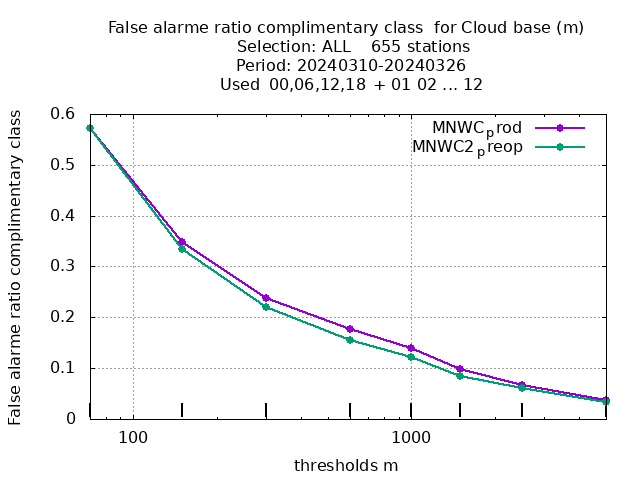 False alarme ratio complimentary class  for Cloud base (m)
Selection: ALL    655 stations
Period: 20240310-20240326
Used  00,06,12,18  + 01 02 ... 12
MNWCprod
MNWC2preop
0.6
0.5
0.4
0.3
0.2
0.1
0
100
1000
thresholds m
False alarme ratio complimentary class